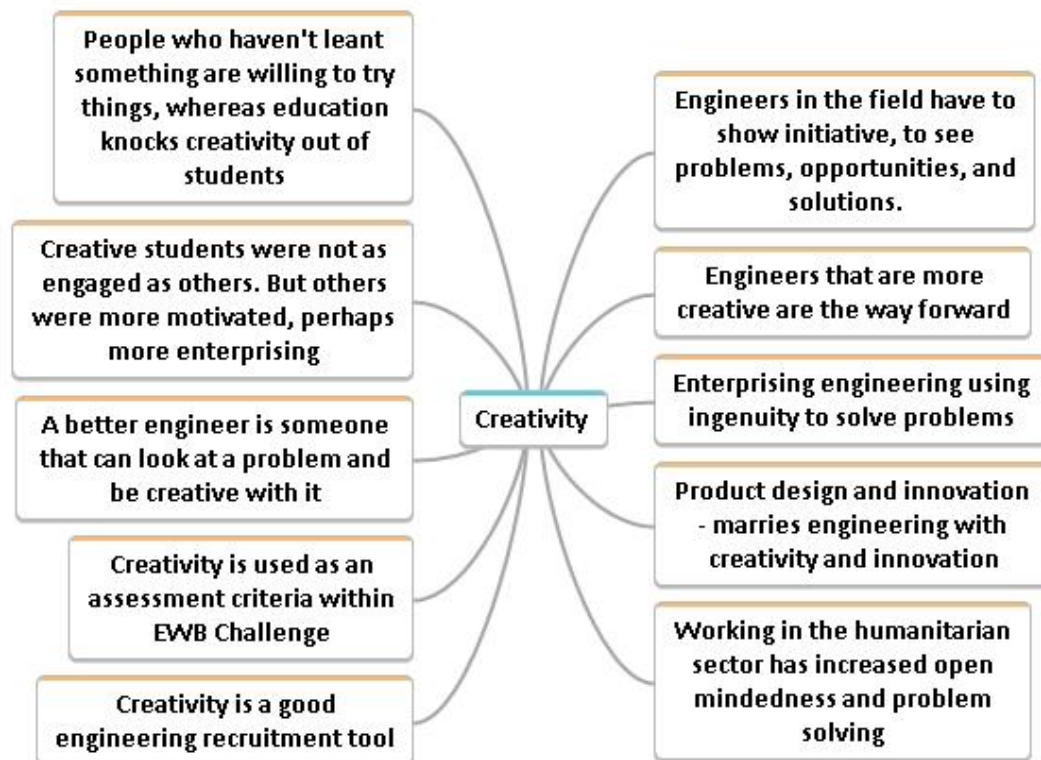 People who haven't leant
something are willing to try
things, whereas education
knocks creativity out of
students
Creative students were not as
engaged as others. But others
were more motivated, perhaps
more enterprising
A better engineer is someone
that can look at a problem and
be creative with it
Creativity is used as an
assessment criteria within
EWB Challenge
Creativity is a good
engineering recruitment tool
Creativity
Engineers in the field have to
show initiative, to see
problems, opportunities, and
solutions.
Engineers that are more
creative are the way forward
Enterprising engineering using
ingenuity to solve problems
Product design and innovation
- marries engineering with
creativity and innovation
Working in the humanitarian
sector has increased open
mindedness and problem
solving